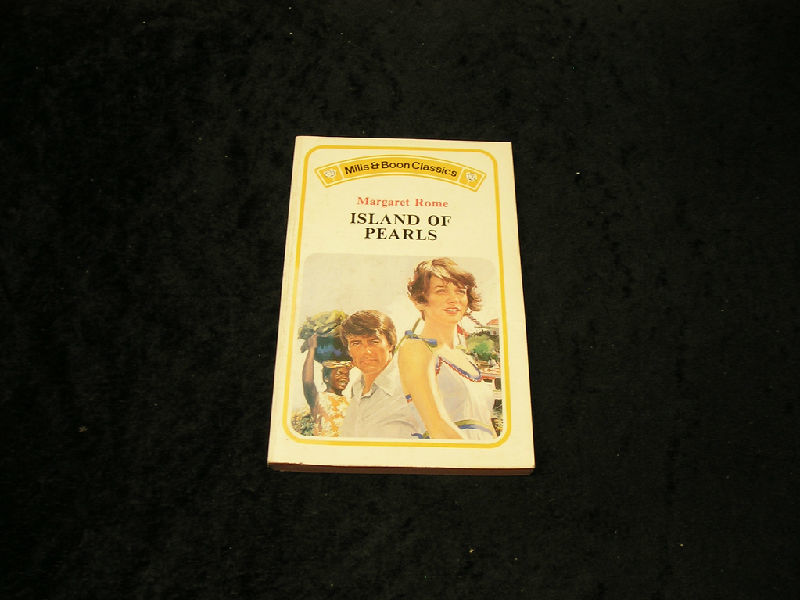 Mills & Boon Classics
Margaret Rome
ISLAND OF
PEARLS